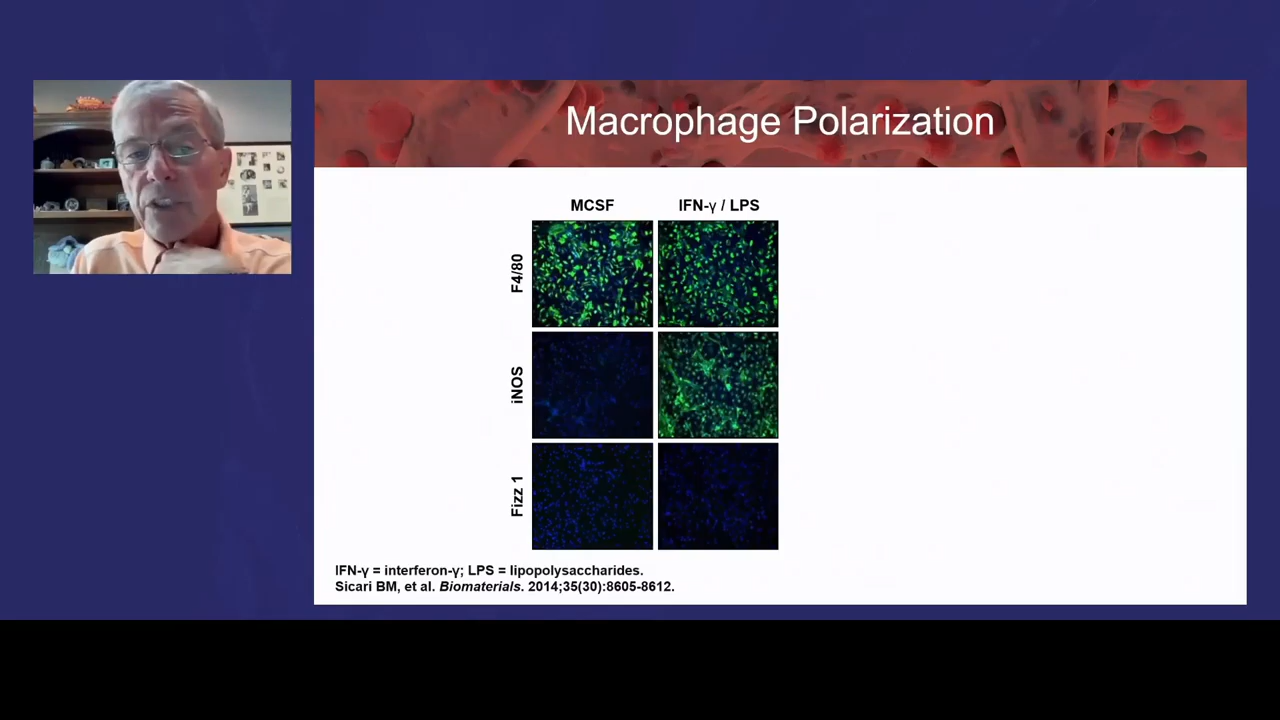 Macrophage Polarization
MCSF
IFN-γ / LPS
F4/80
iNOS
Fizz 1
IFN-γ = interferon-γ; LPS = lipopolysaccharides.
Sicari BM, et al. Biomaterials. 2014;35(30):8605-8612.